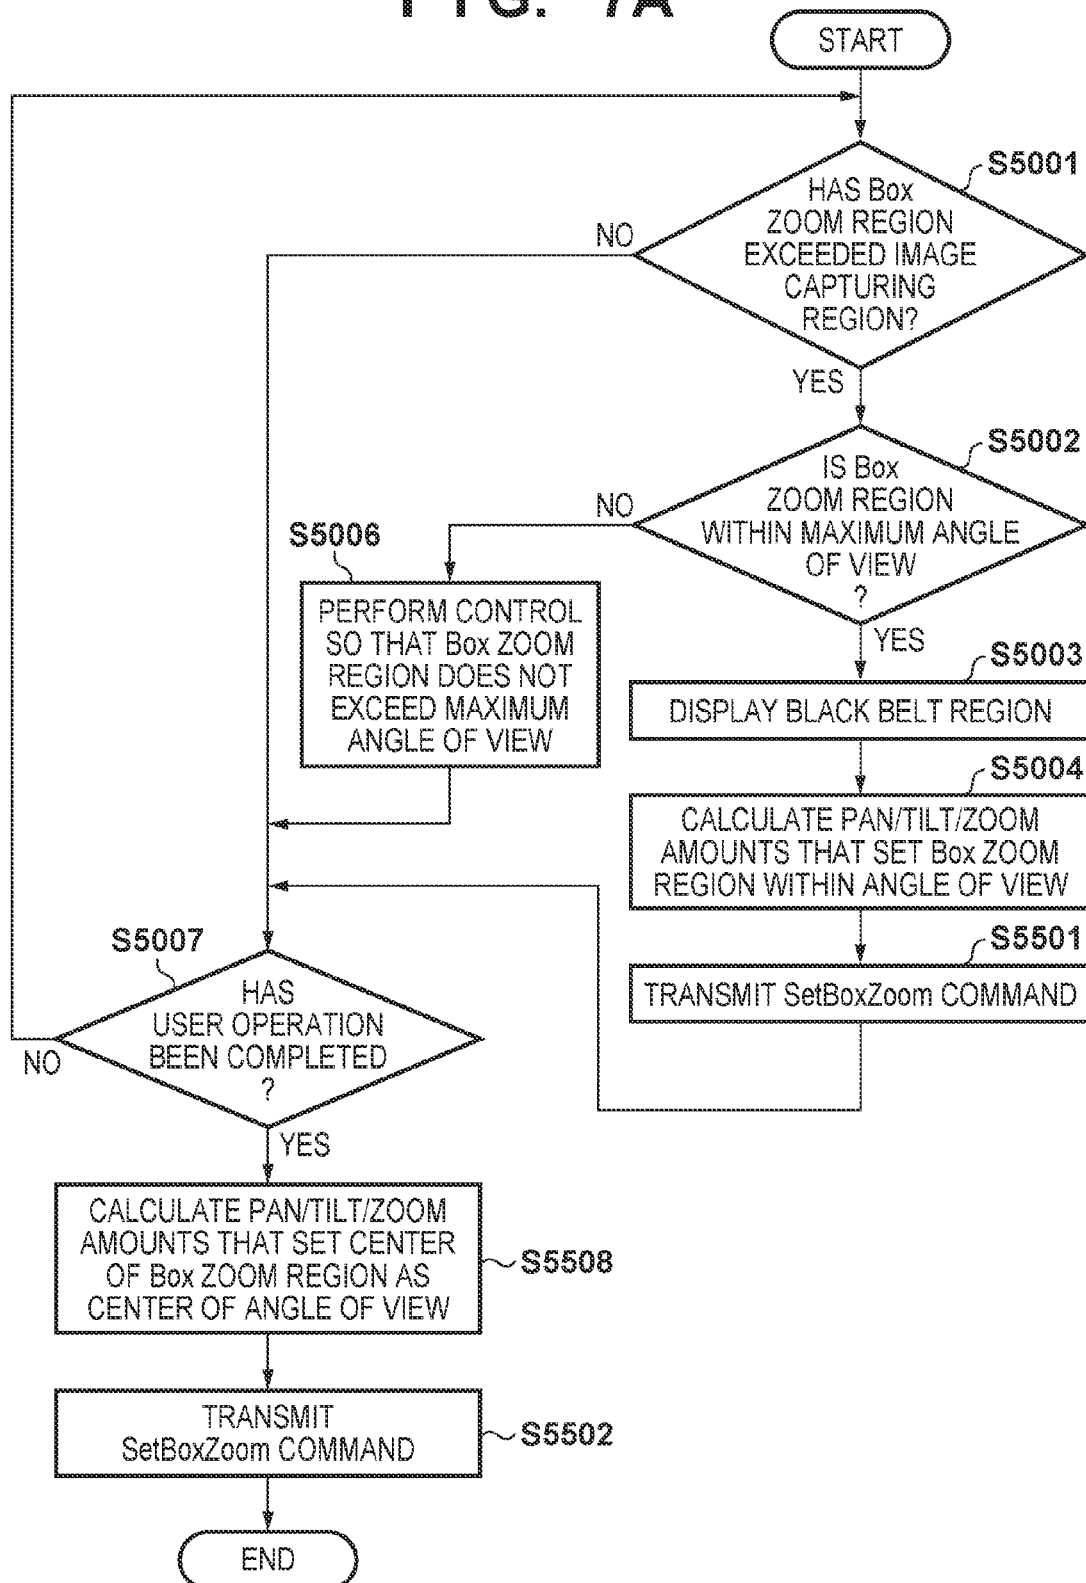 FIG. 7A
START
S5001
HAS Box
ZOOM REGION
EXCEEDED IMAGE
CAPTURING
REGION?
NO
YES
S5002
IS Box
ZOOM REGION
WITHIN MAXIMUM ANGLE
OF VIEW
?
NO
YES
S5006
PERFORM CONTROL
SO THAT Box ZOOM
REGION DOES NOT
EXCEED MAXIMUM
ANGLE OF VIEW
S5003
DISPLAY BLACK BELT REGION
S5004
CALCULATE PAN/TILT/ZOOM
AMOUNTS THAT SET Box ZOOM
REGION WITHIN ANGLE OF VIEW
S5501
TRANSMIT SetBoxZoom COMMAND
S5007
HAS
USER OPERATION
BEEN COMPLETED
?
NO
YES
CALCULATE PAN/TILT/ZOOM
AMOUNTS THAT SET CENTER
OF Box ZOOM REGION AS
CENTER OF ANGLE OF VIEW
S5508
TRANSMIT
SetBoxZoom COMMAND
S5502
END